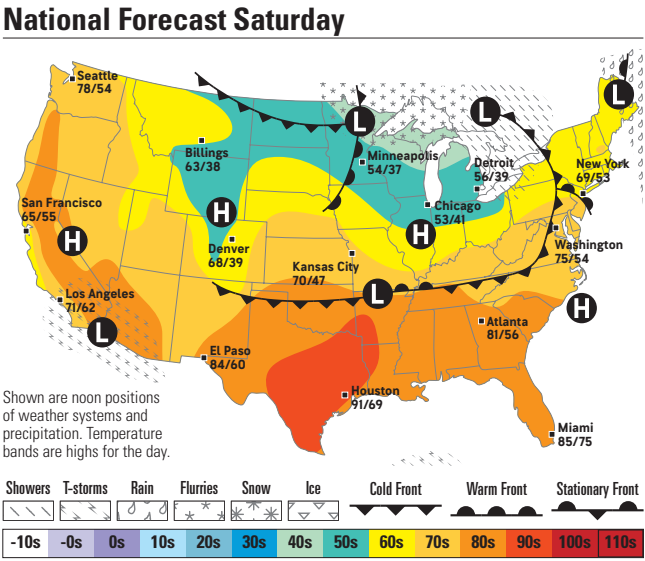 National Forecast Saturday
Seattle
78/54
L
L
L
Billings
63/38
Minneapolis
54/37
Detroit
56/39
New York
69/53
San Francisco
65/55
H
H
Chicago
53/41
H
Denver
68/39
Washington
75/54
Kansas City
70/47
Los Angeles
71/62
L
L
H
Atlanta
81/56
El Paso
84/60
Houston
91/69
Miami
85/75
Shown are noon positions
of weather systems and
precipitation. Temperature
bands are highs for the day.
Showers T-storms Rain Flurries Snow Ice Cold Front Warm Front Stationary Front
-10s -0s 0s 10s 20s 30s 40s 50s 60s 70s 80s 90s 100s 110s